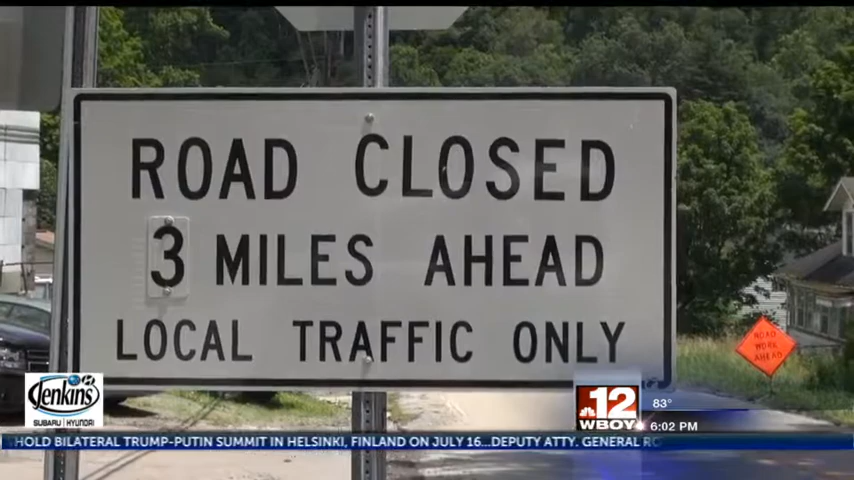 ROAD CLOSED
3 MILES AHEAD
LOCAL TRAFFIC ONLY
ROAD
WORK
AHEAD
Jenkins
SUBARU HYUNDAI
12
WBOY
83°
6:02 PM
HOLD BILATERAL TRUMP-PUTIN SUMMIT IN HELSINKI, FINLAND ON JULY 16...DEPUTY ATTY. GENERAL